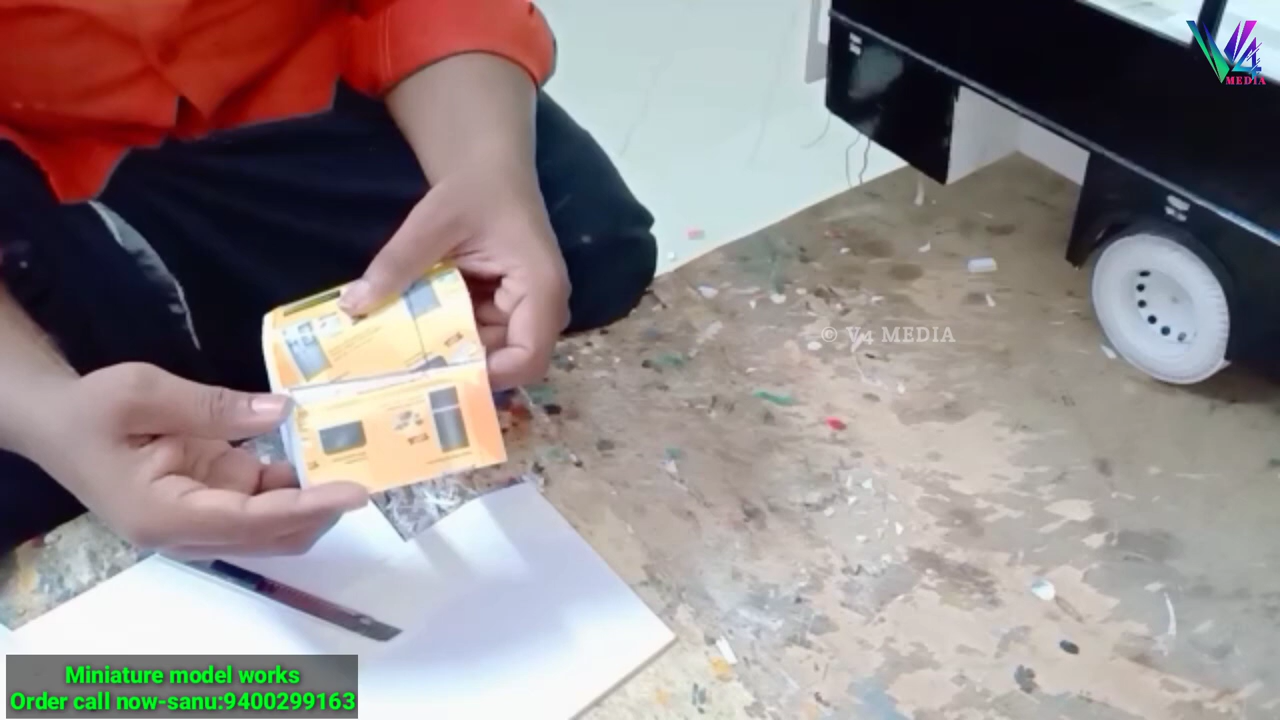 V4
MEDIA
© V4 MEDIA
Miniature model works
Order call now-sanu:9400299163